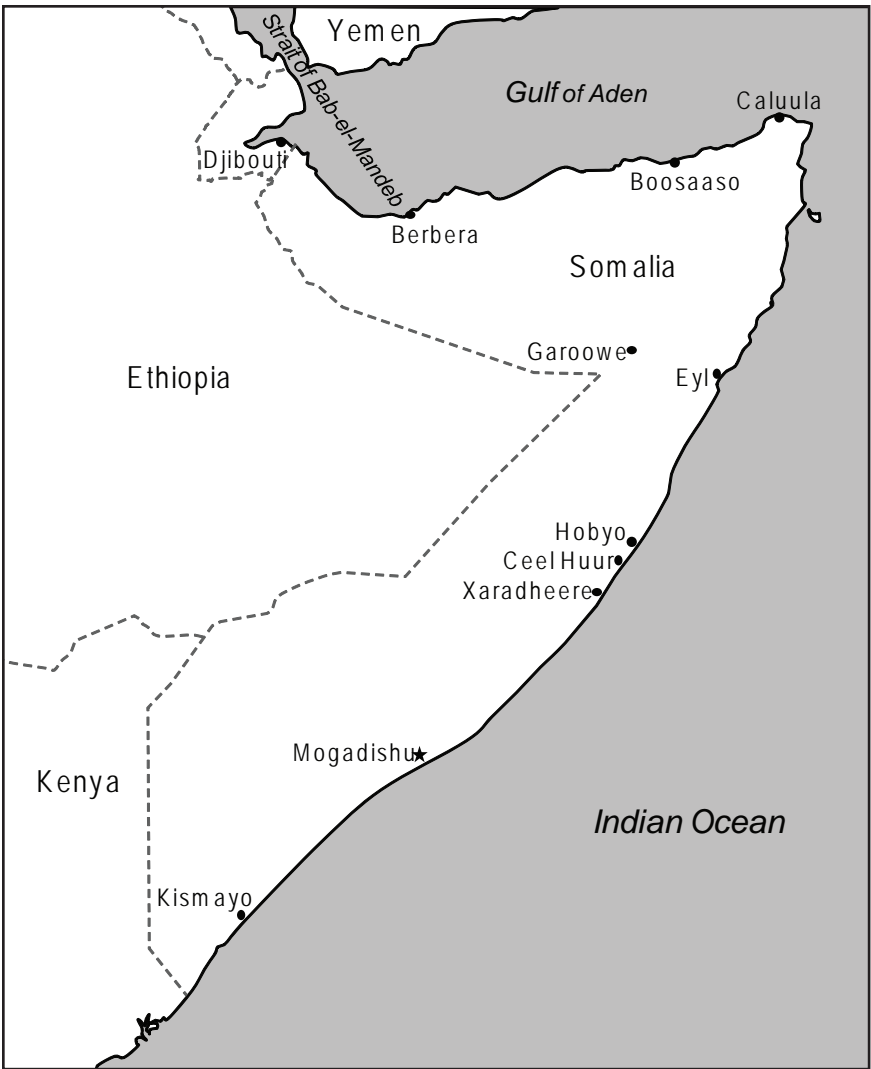 Yemen
Strait of Bab-el-Mandeb
Gulf of Aden
Caluula
Djibouti
Boosaaso
Berbera
Somalia
Garoowe
Ethiopia
Eyl
Hobyo
Ceel Huur
Xaradheere
Mogadishu
Kenya
Indian Ocean
Kismayo